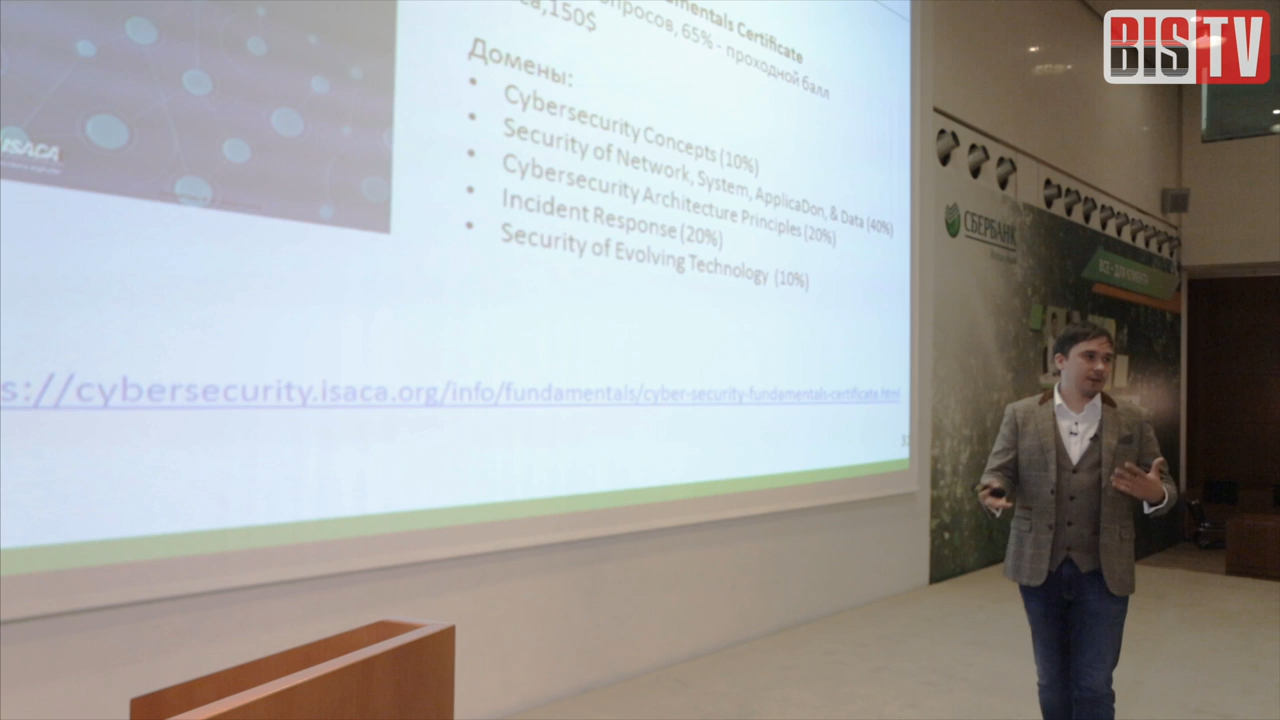 BIS TV
Certificate
65% - проходной балл
150$
Домены:
• Cybersecurity Concepts (10%)
• Security of Network, System, ApplicaDon, & Data (40%)
• Cybersecurity Architecture Principles (20%)
• Incident Response (20%)
• Security of Evolving Technology (10%)
s://cybersecurity.isaca.org/info/fundamentals/cyber-security-fundamentals-certificate.html
ISACA
СБЕРБАНК